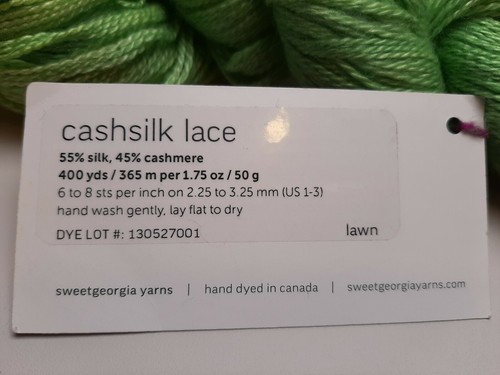 cashsilk lace
55% silk, 45% cashmere
400 yds / 365 m per 1.75 oz / 50 g
6 to 8 sts per inch on 2.25 to 3.25 mm (US 1-3)
hand wash gently, lay flat to dry
DYE LOT #: 130527001 lawn
sweetgeorgia yarns | hand dyed in canada | sweetgeorgiayarns.com